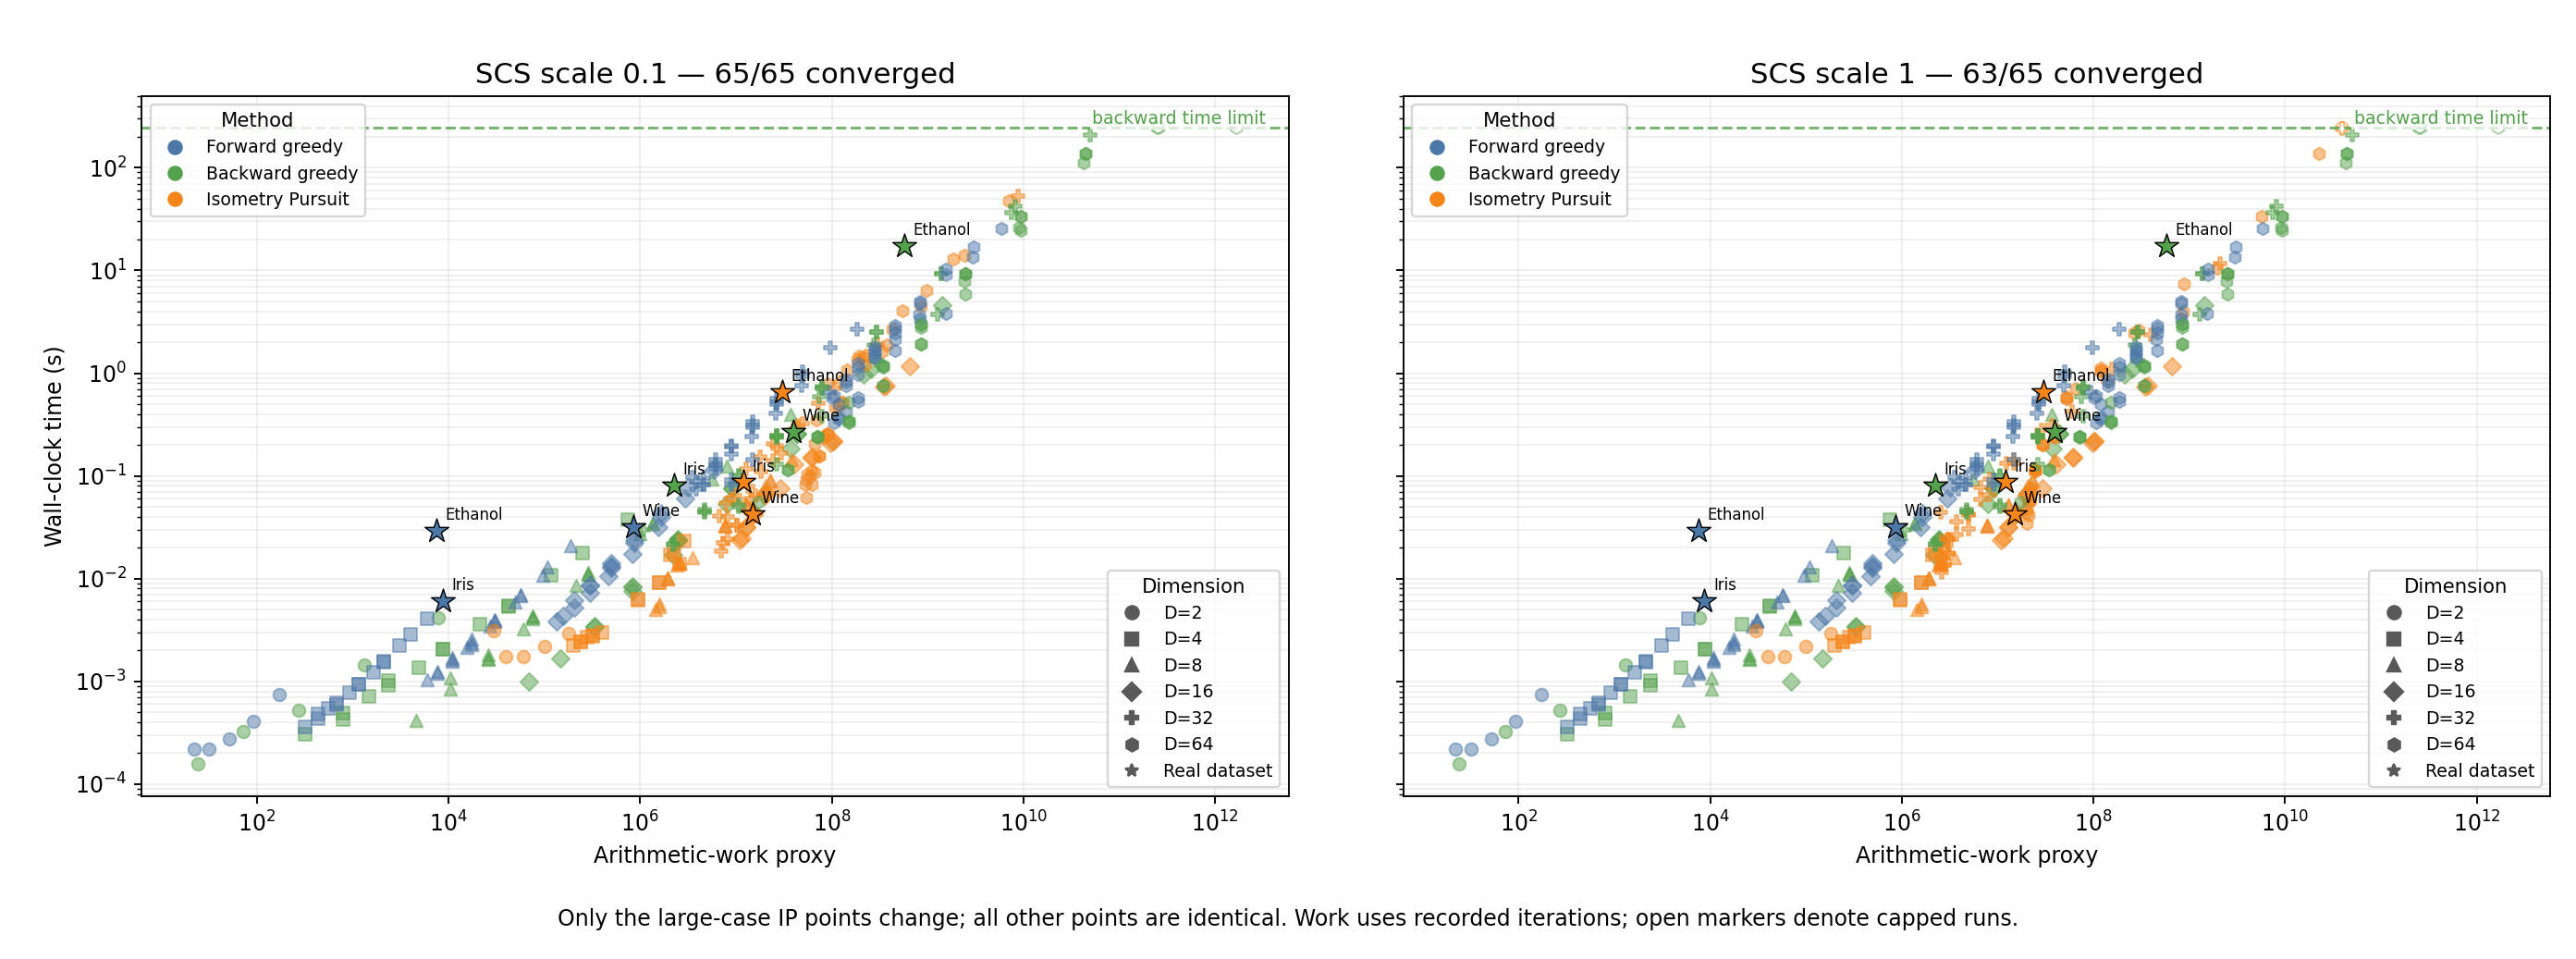 SCS scale 0.1 — 65/65 converged
Wall-clock time (s)
10^2
10^1
10^0
10^-1
10^-2
10^-3
10^-4
Method
Forward greedy
Backward greedy
Isometry Pursuit
backward time limit
Ethanol
Ethanol
Wine
Iris
Iris
Wine
Wine
Ethanol
Iris
Dimension
D=2
D=4
D=8
D=16
D=32
D=64
Real dataset
10^2 10^4 10^6 10^8 10^10 10^12
Arithmetic-work proxy
SCS scale 1 — 63/65 converged
Method
Forward greedy
Backward greedy
Isometry Pursuit
backward time limit
Ethanol
Ethanol
Wine
Iris
Iris
Wine
Wine
Ethanol
Iris
Dimension
D=2
D=4
D=8
D=16
D=32
D=64
Real dataset
10^2 10^4 10^6 10^8 10^10 10^12
Arithmetic-work proxy
Only the large-case IP points change; all other points are identical. Work uses recorded iterations; open markers denote capped runs.